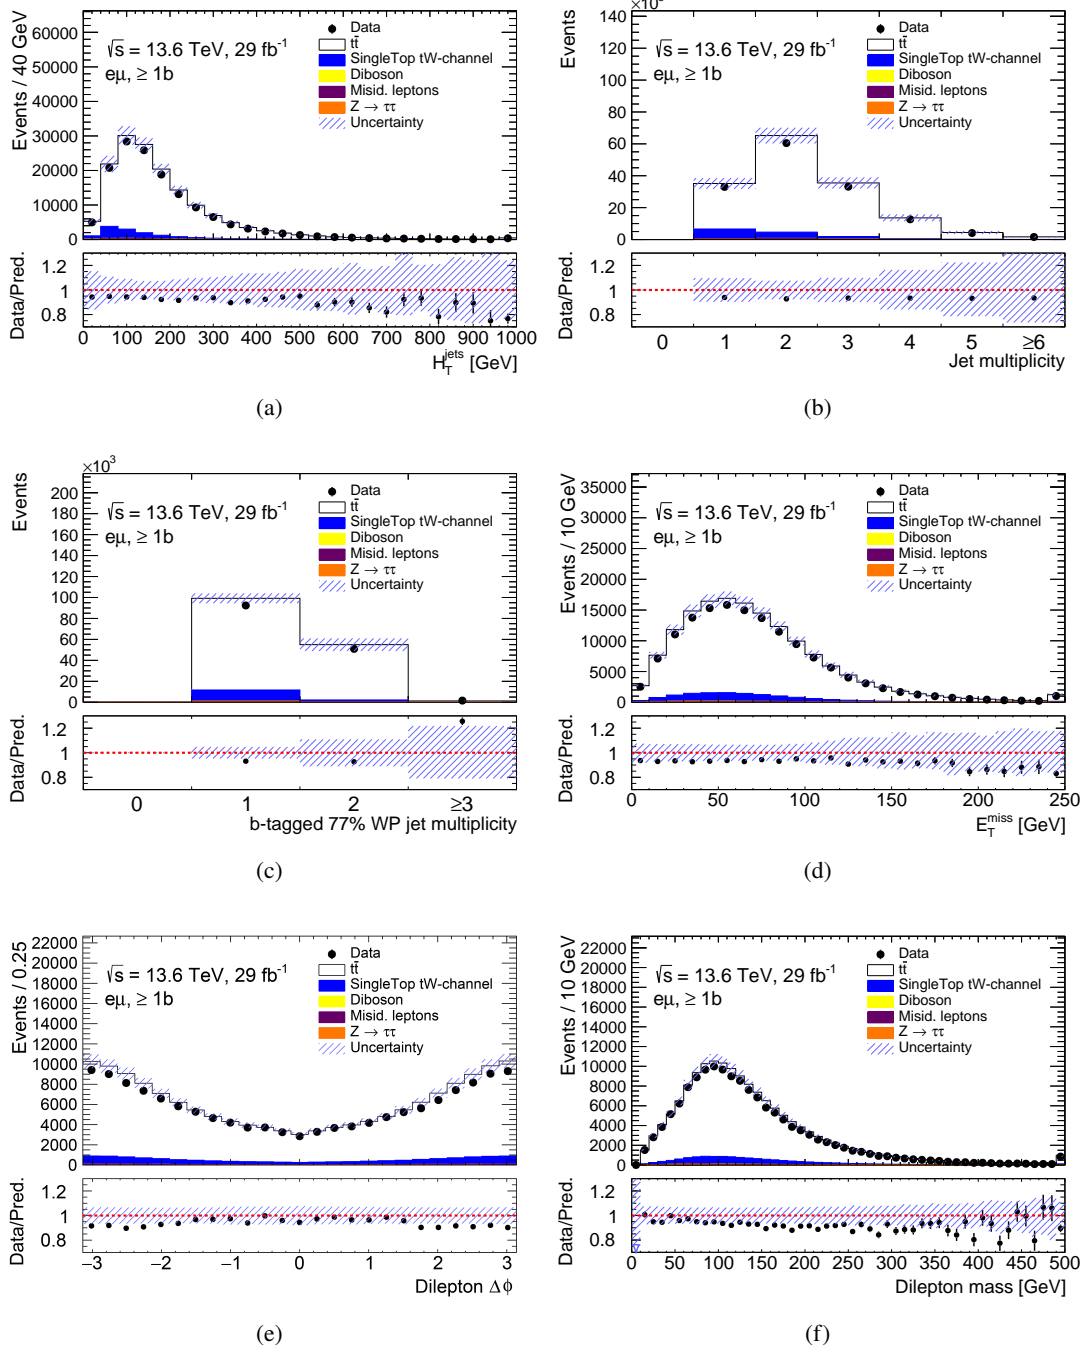 Events / 40 GeV
60000
50000
40000
30000
20000
10000
0
√s = 13.6 TeV, 29 fb⁻¹
eμ, ≥ 1b
Data
tt̄
SingleTop tW-channel
Diboson
Misid. leptons
Z → ττ
Uncertainty
Data/Pred.
1.2
1
0.8
0 100 200 300 400 500 600 700 800 900 1000
H_T^jets [GeV]
(a)
Events
140
120
100
80
60
40
20
0
√s = 13.6 TeV, 29 fb⁻¹
eμ, ≥ 1b
Data
tt̄
SingleTop tW-channel
Diboson
Misid. leptons
Z → ττ
Uncertainty
Data/Pred.
1.2
1
0.8
0 1 2 3 4 5 ≥6
Jet multiplicity
(b)
×10³
Events
200
180
160
140
120
100
80
60
40
20
0
√s = 13.6 TeV, 29 fb⁻¹
eμ, ≥ 1b
Data
tt̄
SingleTop tW-channel
Diboson
Misid. leptons
Z → ττ
Uncertainty
Data/Pred.
1.2
1
0.8
0 1 2 ≥3
b-tagged 77% WP jet multiplicity
(c)
Events / 10 GeV
35000
30000
25000
20000
15000
10000
5000
0
√s = 13.6 TeV, 29 fb⁻¹
eμ, ≥ 1b
Data
tt̄
SingleTop tW-channel
Diboson
Misid. leptons
Z → ττ
Uncertainty
Data/Pred.
1.2
1
0.8
0 50 100 150 200 250
E_T^miss [GeV]
(d)
Events / 0.25
22000
20000
18000
16000
14000
12000
10000
8000
6000
4000
2000
0
√s = 13.6 TeV, 29 fb⁻¹
eμ, ≥ 1b
Data
tt̄
SingleTop tW-channel
Diboson
Misid. leptons
Z → ττ
Uncertainty
Data/Pred.
1.2
1
0.8
−3 −2 −1 0 1 2 3
Dilepton Δϕ
(e)
Events / 10 GeV
22000
20000
18000
16000
14000
12000
10000
8000
6000
4000
2000
0
√s = 13.6 TeV, 29 fb⁻¹
eμ, ≥ 1b
Data
tt̄
SingleTop tW-channel
Diboson
Misid. leptons
Z → ττ
Uncertainty
Data/Pred.
1.2
1
0.8
0 50 100 150 200 250 300 350 400 450 500
Dilepton mass [GeV]
(f)